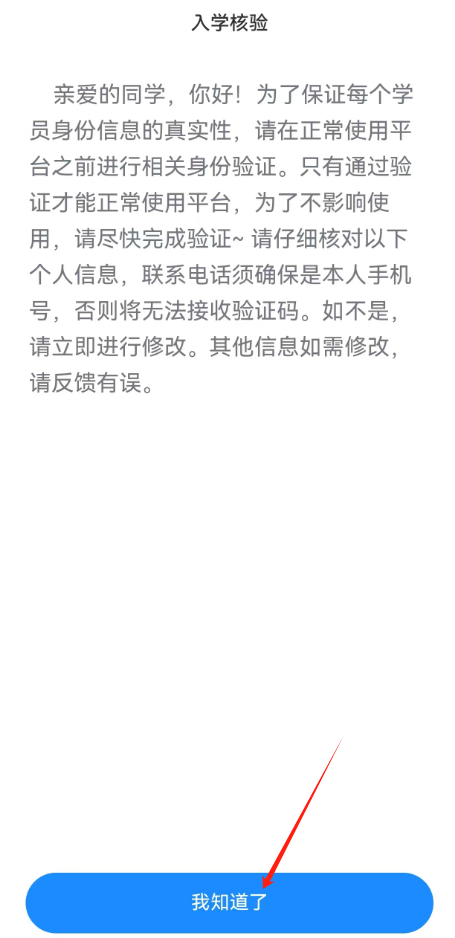 入学核验
亲爱的同学，你好！为了保证每个学
员身份信息的真实性，请在正常使用平
台之前进行相关身份验证。只有通过验
证才能正常使用平台，为了不影响使
用，请尽快完成验证~ 请仔细核对以下
个人信息，联系电话须确保是本人手机
号，否则将无法接收验证码。如不是，
请立即进行修改。其他信息如需修改，
请反馈有误。
我知道了